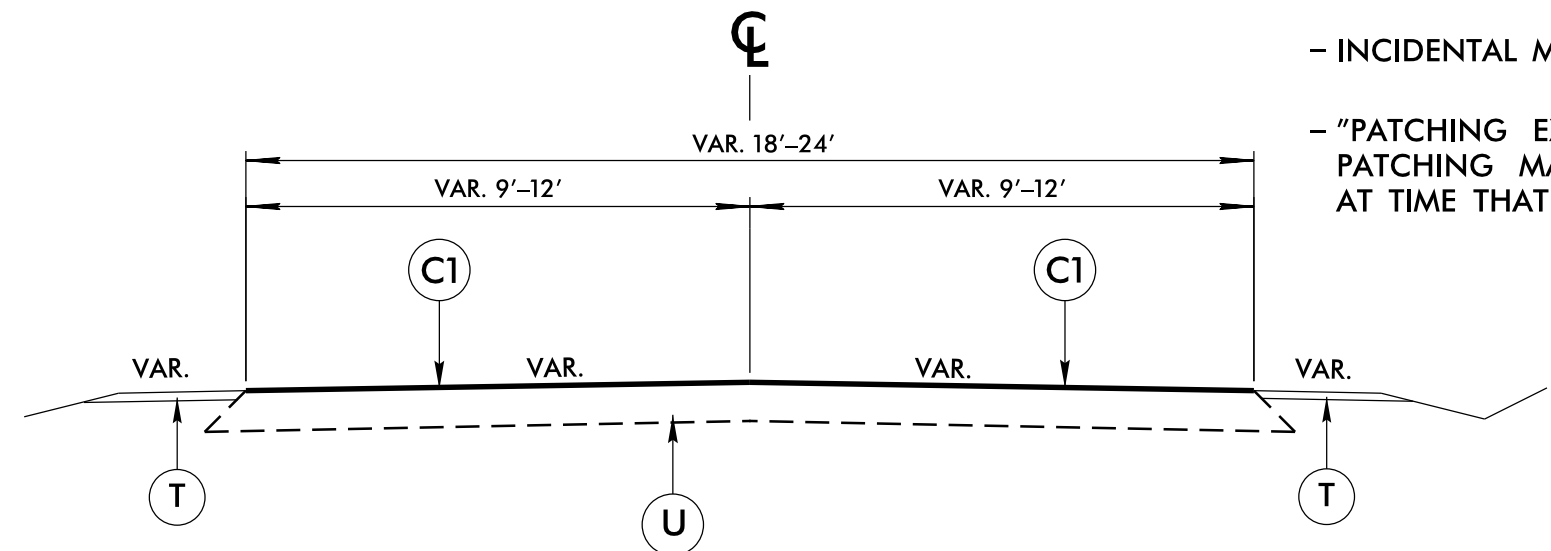 ℄
– INCIDENTAL
– "PATCHING
PATCHING
AT TIME THAT
VAR. 18'–24'
VAR. 9'–12' VAR. 9'–12'
C1 C1
VAR. VAR. VAR. VAR.
T U T